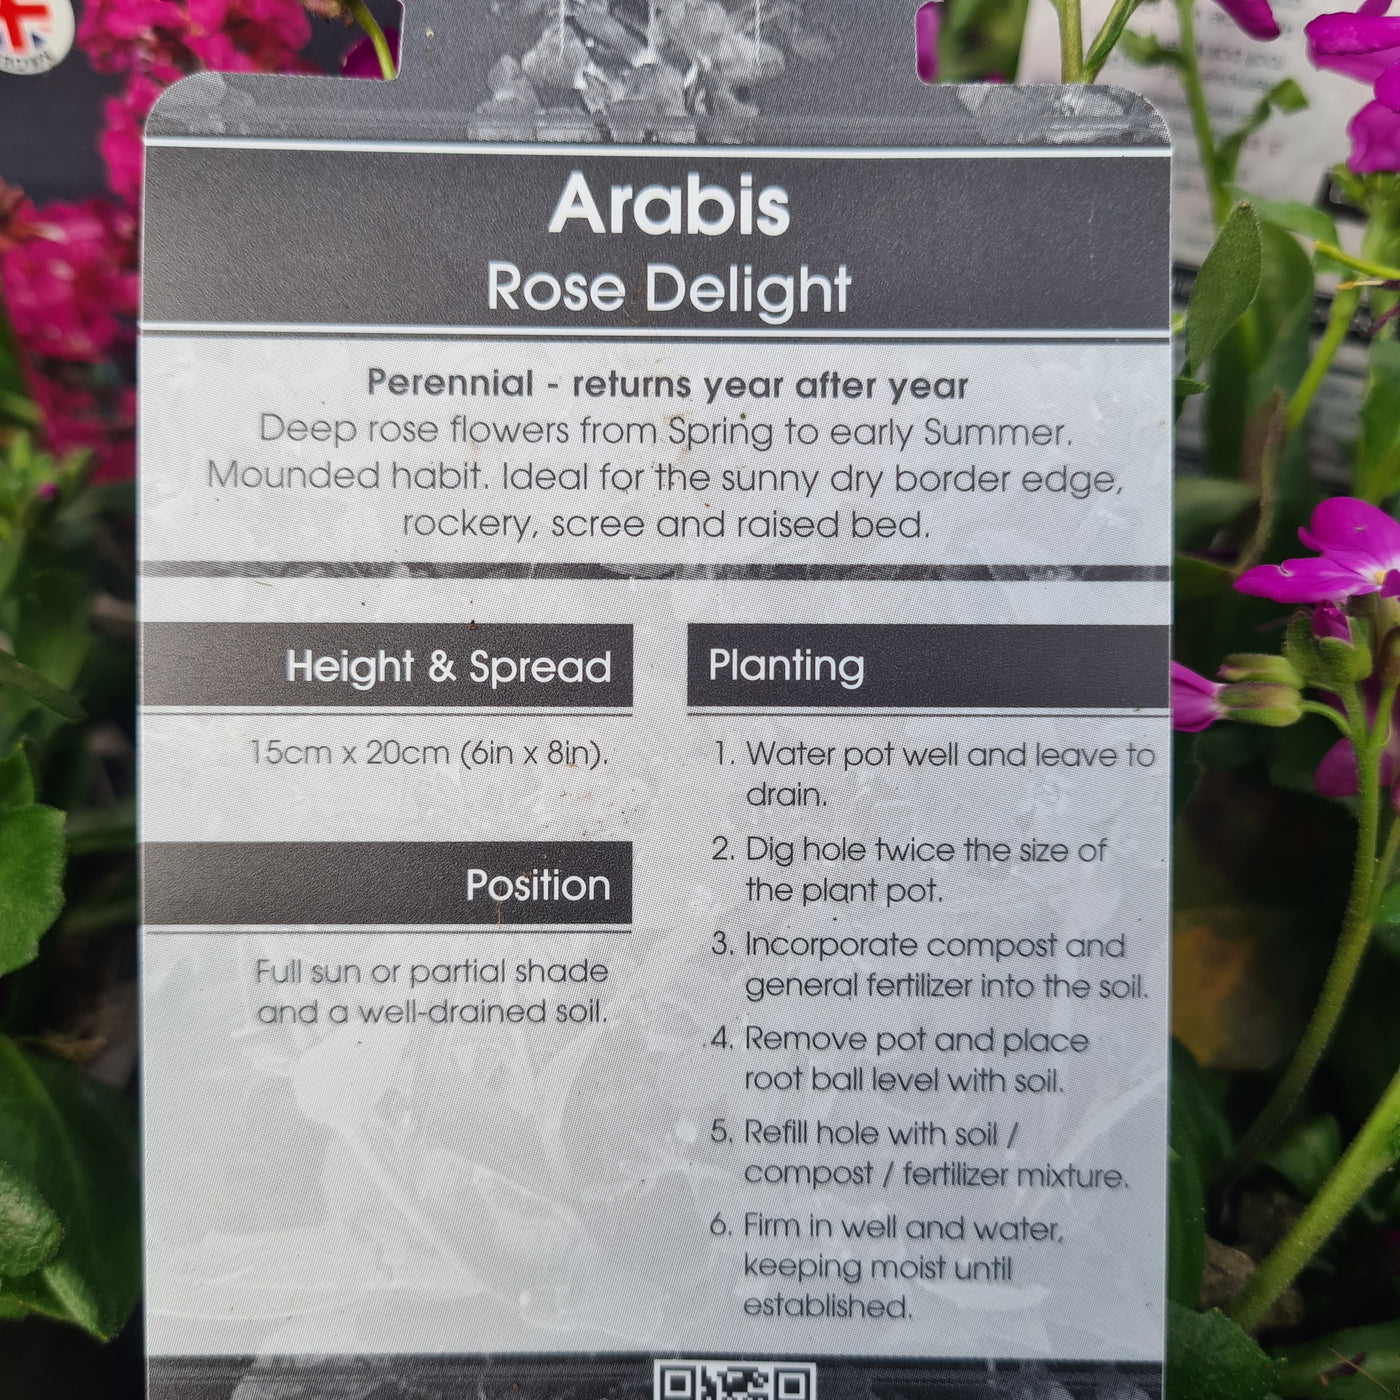 Arabis
Rose Delight
Perennial - returns year after year
Deep rose flowers from Spring to early Summer.
Mounded habit. Ideal for the sunny dry border edge,
rockery, scree and raised bed.
Height & Spread
15cm x 20cm (6in x 8in).
Position
Full sun or partial shade
and a well-drained soil.
Planting
1. Water pot well and leave to
drain.
2. Dig hole twice the size of
the plant pot.
3. Incorporate compost and
general fertilizer into the soil.
4. Remove pot and place
root ball level with soil.
5. Refill hole with soil /
compost / fertilizer mixture.
6. Firm in well and water,
keeping moist until
established.